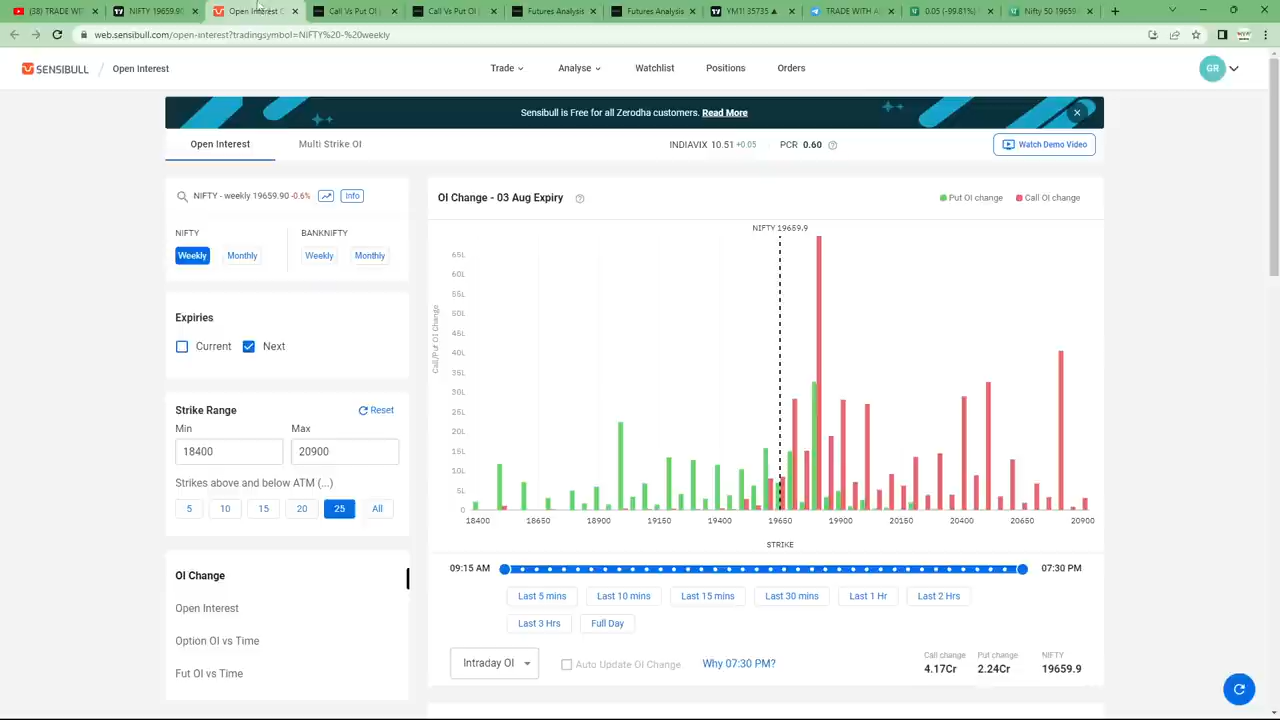 (33) TRADE WITH
NIFTY 19659.90
Open Interest C
Call Vs Put OI
Call Vs Put OI
Futures Analysis
Futures Analysis
YM1! 35735
TRADE WITH A
0.05 (-99.81%)
Nifty 50 19659.
web.sensibull.com/open-interest?tradingsymbol=NIFTY%20-%20weekly
SENSIBULL / Open Interest
Trade
Analyse
Watchlist
Positions
Orders
GR
Sensibull is Free for all Zerodha customers. Read More
Open Interest
Multi Strike OI
INDIAVIX 10.51 +0.05
PCR 0.60
Watch Demo Video
NIFTY - weekly 19659.90 -0.6%
Info
NIFTY
BANKNIFTY
Weekly
Monthly
Weekly
Monthly
Expiries
Current
Next
Strike Range
Reset
Min
Max
18400
20900
Strikes above and below ATM (...)
5
10
15
20
25
All
OI Change
Open Interest
Option OI vs Time
Fut OI vs Time
OI Change - 03 Aug Expiry
Put OI change
Call OI change
NIFTY 19659.9
Call/Put OI Change
65L
60L
55L
50L
45L
40L
35L
30L
25L
20L
15L
10L
5L
0
18400
18650
18900
19150
19400
19650
19900
20150
20400
20650
20900
STRIKE
09:15 AM
07:30 PM
Last 5 mins
Last 10 mins
Last 15 mins
Last 30 mins
Last 1 Hr
Last 2 Hrs
Last 3 Hrs
Full Day
Intraday OI
Auto Update OI Change
Why 07:30 PM?
Call change
Put change
NIFTY
4.17Cr
2.24Cr
19659.9